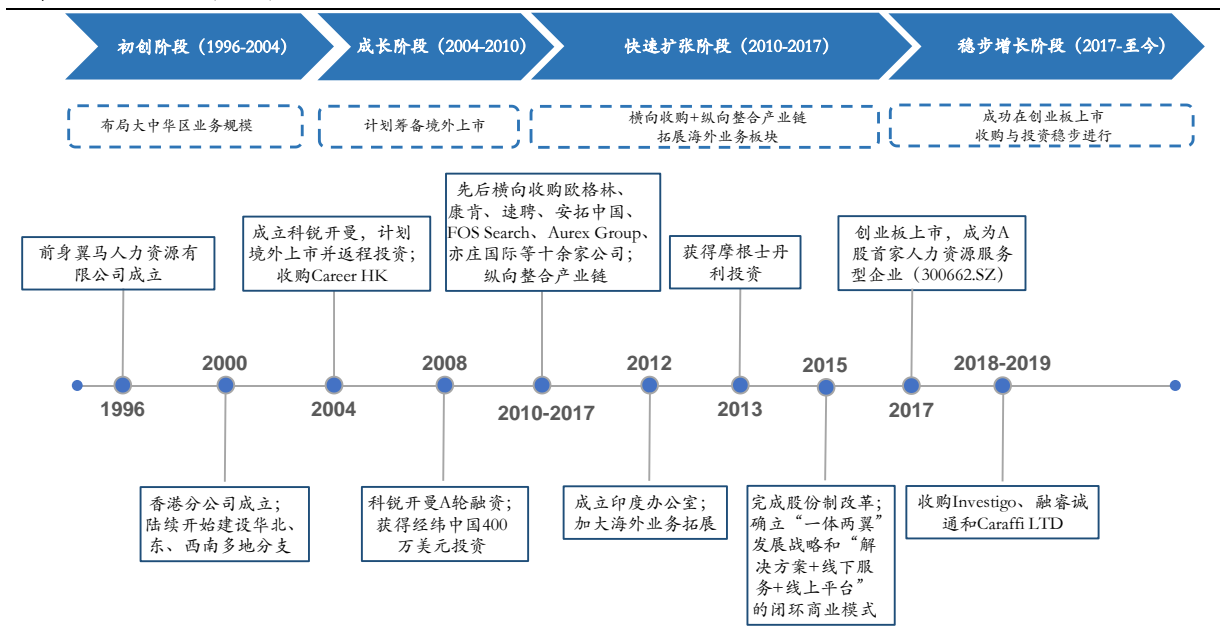 初创阶段（1996-2004）
成长阶段（2004-2010）
快速扩张阶段（2010-2017）
稳步增长阶段（2017-至今）
布局大中华区业务规模
计划筹备境外上市
横向收购+纵向整合产业链
拓展海外业务板块
成功在创业板上市
收购与投资稳步进行
前身翼马人力资源有
限公司成立
成立科锐开曼，计划
境外上市并返程投资；
收购Career HK
先后横向收购欧格林、
康肯、速聘、安拓中国、
FOS Search、Aurex Group、
亦庄国际等十余家公司；
纵向整合产业链
获得摩根士丹
利投资
创业板上市，成为A
股首家人力资源服务
型企业（300662.SZ）
1996
2000
2004
2008
2010-2017
2012
2013
2015
2017
2018-2019
香港分公司成立；
陆续开始建设华北、
东、西南多地分支
科锐开曼A轮融资；
获得经纬中国400
万美元投资
成立印度办公室；
加大海外业务拓展
完成股份制改革；
确立“一体两翼”
发展战略和“解
决方案+线下服
务+线上平台”
的闭环商业模式
收购Investigo、融睿诚
通和Caraffi LTD